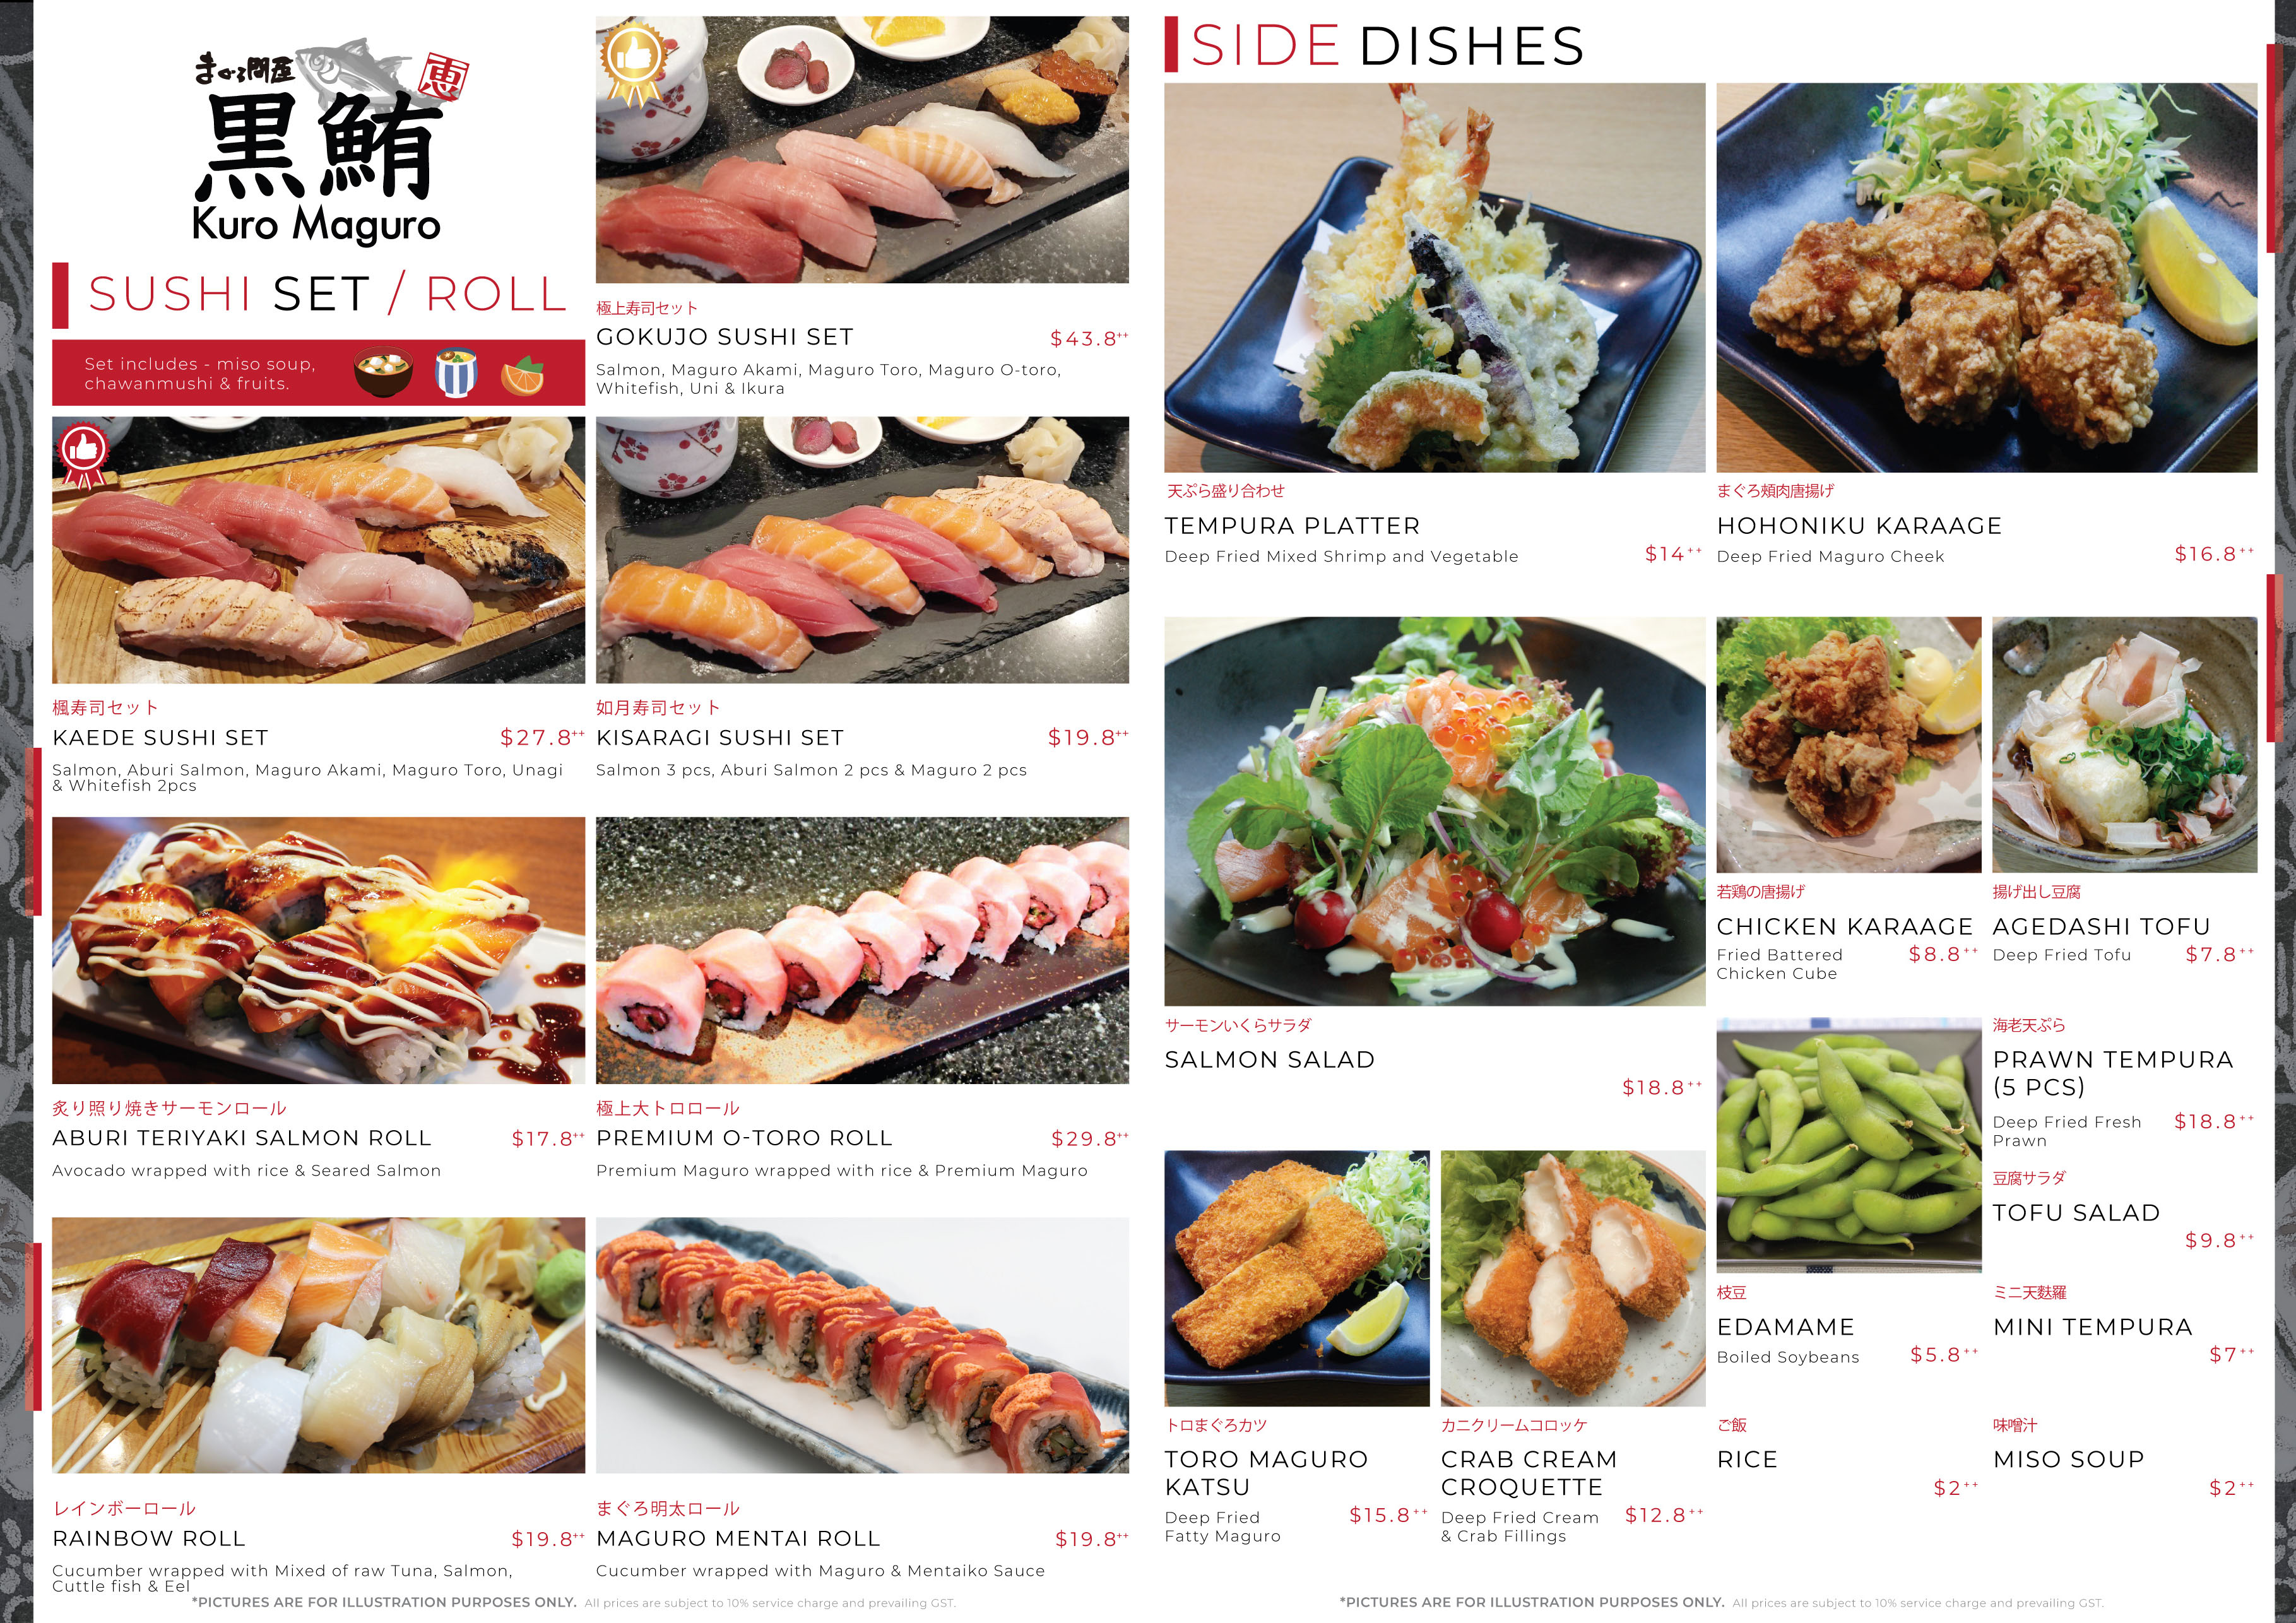 まぐろ問屋
恵
黒鮪
Kuro Maguro
SUSHI SET / ROLL
Set includes - miso soup,
chawanmushi & fruits.
極上寿司セット
GOKUJO SUSHI SET $43.8++
Salmon, Maguro Akami, Maguro Toro, Maguro O-toro,
Whitefish, Uni & Ikura
楓寿司セット
KAEDE SUSHI SET $27.8++
Salmon, Aburi Salmon, Maguro Akami, Maguro Toro, Unagi
& Whitefish 2pcs
如月寿司セット
KISARAGI SUSHI SET $19.8++
Salmon 3 pcs, Aburi Salmon 2 pcs & Maguro 2 pcs
炙り照り焼きサーモンロール
ABURI TERIYAKI SALMON ROLL $17.8++
Avocado wrapped with rice & Seared Salmon
極上大トロロール
PREMIUM O-TORO ROLL $29.8++
Premium Maguro wrapped with rice & Premium Maguro
レインボーロール
RAINBOW ROLL $19.8++
Cucumber wrapped with Mixed of raw Tuna, Salmon,
Cuttle fish & Eel
まぐろ明太ロール
MAGURO MENTAI ROLL $19.8++
Cucumber wrapped with Maguro & Mentaiko Sauce
*PICTURES ARE FOR ILLUSTRATION PURPOSES ONLY. All prices are subject to 10% service charge and prevailing GST.
SIDE DISHES
天ぷら盛り合わせ
TEMPURA PLATTER
Deep Fried Mixed Shrimp and Vegetable $14++
まぐろ頬肉唐揚げ
HOHONIKU KARAAGE
Deep Fried Maguro Cheek $16.8++
サーモンいくらサラダ
SALMON SALAD
$18.8++
若鶏の唐揚げ
CHICKEN KARAAGE
Fried Battered $8.8++
Chicken Cube
揚げ出し豆腐
AGEDASHI TOFU
Deep Fried Tofu $7.8++
海老天ぷら
PRAWN TEMPURA
(5 PCS)
Deep Fried Fresh $18.8++
Prawn
豆腐サラダ
TOFU SALAD
$9.8++
枝豆
EDAMAME
Boiled Soybeans $5.8++
ミニ天麩羅
MINI TEMPURA
$7++
トロまぐろカツ
TORO MAGURO
KATSU
Deep Fried $15.8++
Fatty Maguro
カニクリームコロッケ
CRAB CREAM
CROQUETTE
Deep Fried Cream $12.8++
& Crab Fillings
ご飯
RICE
$2++
味噌汁
MISO SOUP
$2++
*PICTURES ARE FOR ILLUSTRATION PURPOSES ONLY. All prices are subject to 10% service charge and prevailing GST.